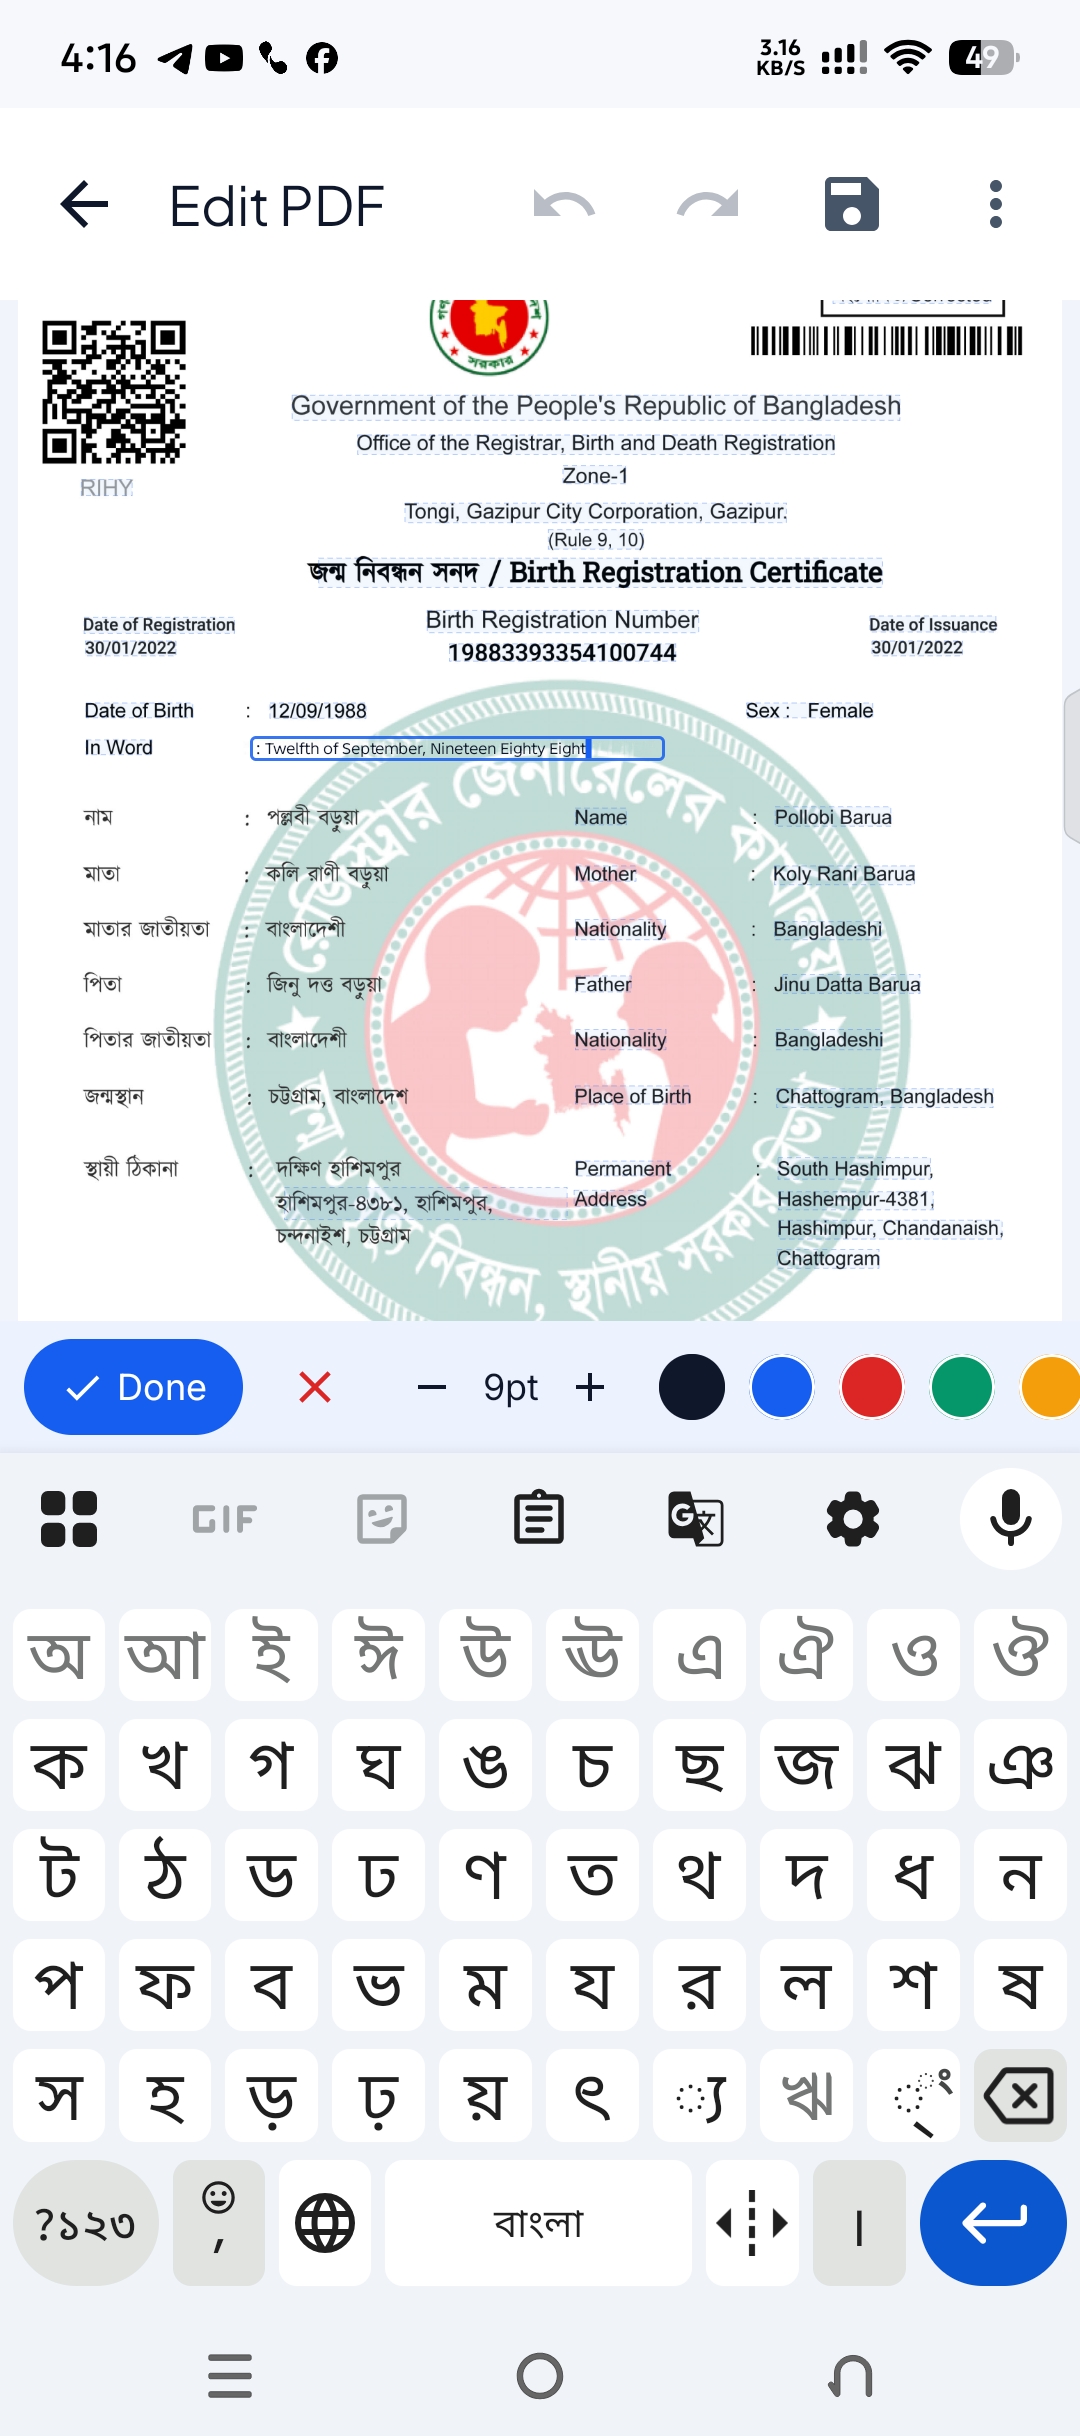 4:16
3.16 KB/S
49
Edit PDF
সরকার
Government of the People's Republic of Bangladesh
Office of the Registrar, Birth and Death Registration
Zone-1
RIHY
Tongi, Gazipur City Corporation, Gazipur.
(Rule 9, 10)
জন্ম নিবন্ধন সনদ / Birth Registration Certificate
Date of Registration Birth Registration Number Date of Issuance
30/01/2022 19883393354100744 30/01/2022
Date of Birth : 12/09/1988 Sex : Female
In Word : Twelfth of September, Nineteen Eighty Eight
রেজিস্ট্রার জেনারেলের কার্যালয়
নাম : পল্লবী বড়ুয়া Name : Pollobi Barua
মাতা : কলি রাণী বড়ুয়া Mother : Koly Rani Barua
মাতার জাতীয়তা : বাংলাদেশী Nationality : Bangladeshi
পিতা : জিনু দত্ত বড়ুয়া Father : Jinu Datta Barua
পিতার জাতীয়তা : বাংলাদেশী Nationality : Bangladeshi
জন্মস্থান : চট্টগ্রাম, বাংলাদেশ Place of Birth : Chattogram, Bangladesh
স্থায়ী ঠিকানা : দক্ষিণ হাশিমপুর Permanent : South Hashimpur,
হাশিমপুর-৪৩৮১, হাশিমপুর, Address Hashempur-4381,
চন্দনাইশ, চট্টগ্রাম Hashimpur, Chandanaish,
Chattogram
নিবন্ধন, স্থানীয় সরকার
Done 9pt
GIF
অ আ ই ঈ উ ঊ এ ঐ ও ঔ
ক খ গ ঘ ঙ চ ছ জ ঝ ঞ
ট ঠ ড ঢ ণ ত থ দ ধ ন
প ফ ব ভ ম য র ল শ ষ
স হ ড় ঢ় য় ৎ ্য ঋ ঁ
?১২৩ , বাংলা ।